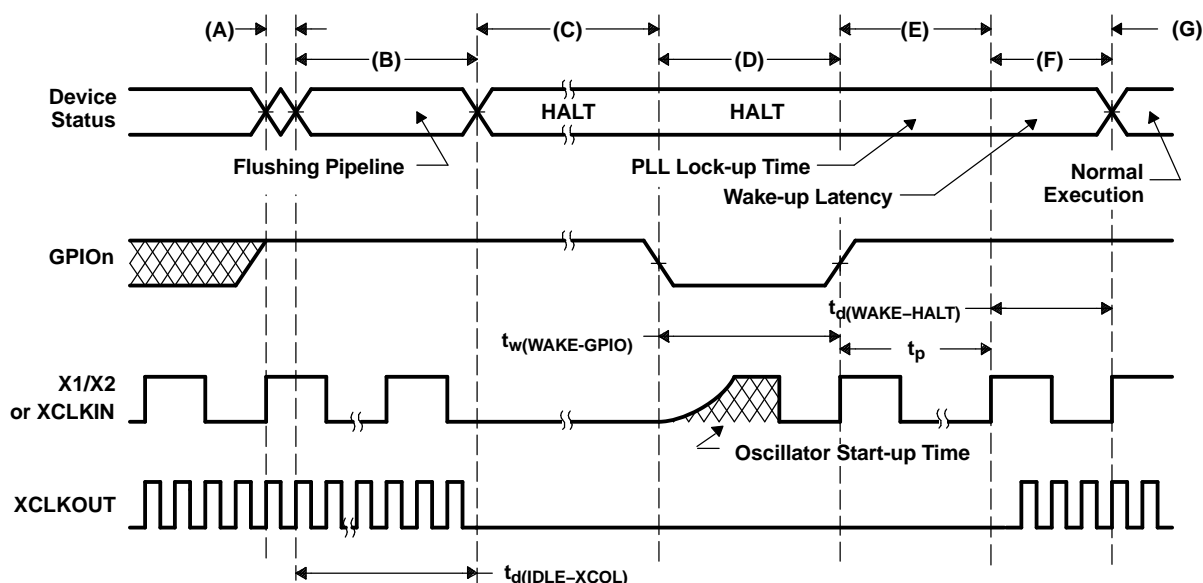 (A)
(B)
(C)
(D)
(E)
(F)
(G)
Device
Status
HALT
HALT
Flushing Pipeline
PLL Lock-up Time
Wake-up Latency
Normal
Execution
GPIOn
td(WAKE–HALT)
tw(WAKE-GPIO)
tp
X1/X2
or XCLKIN
Oscillator Start-up Time
XCLKOUT
td(IDLE–XCOL)